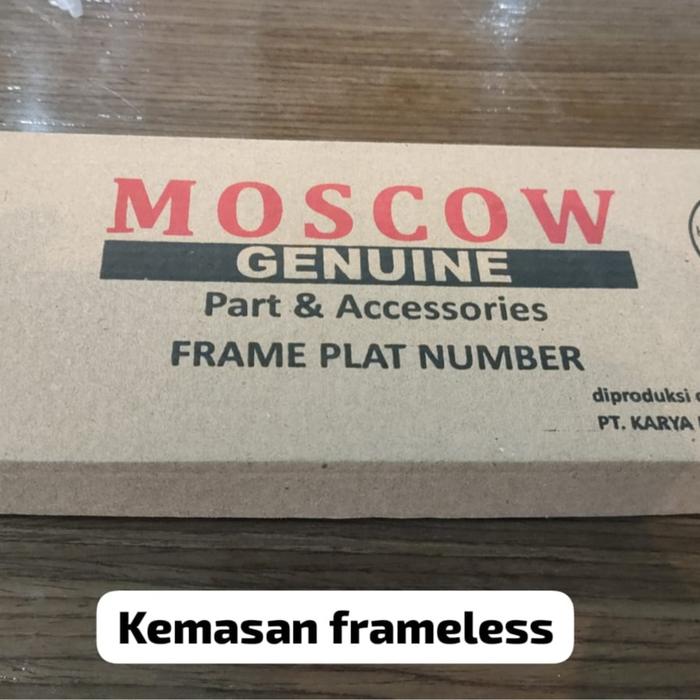 MOSCOW
GENUINE
Part & Accessories
FRAME PLAT NUMBER
diproduksi
PT. KARYA
Kemasan frameless